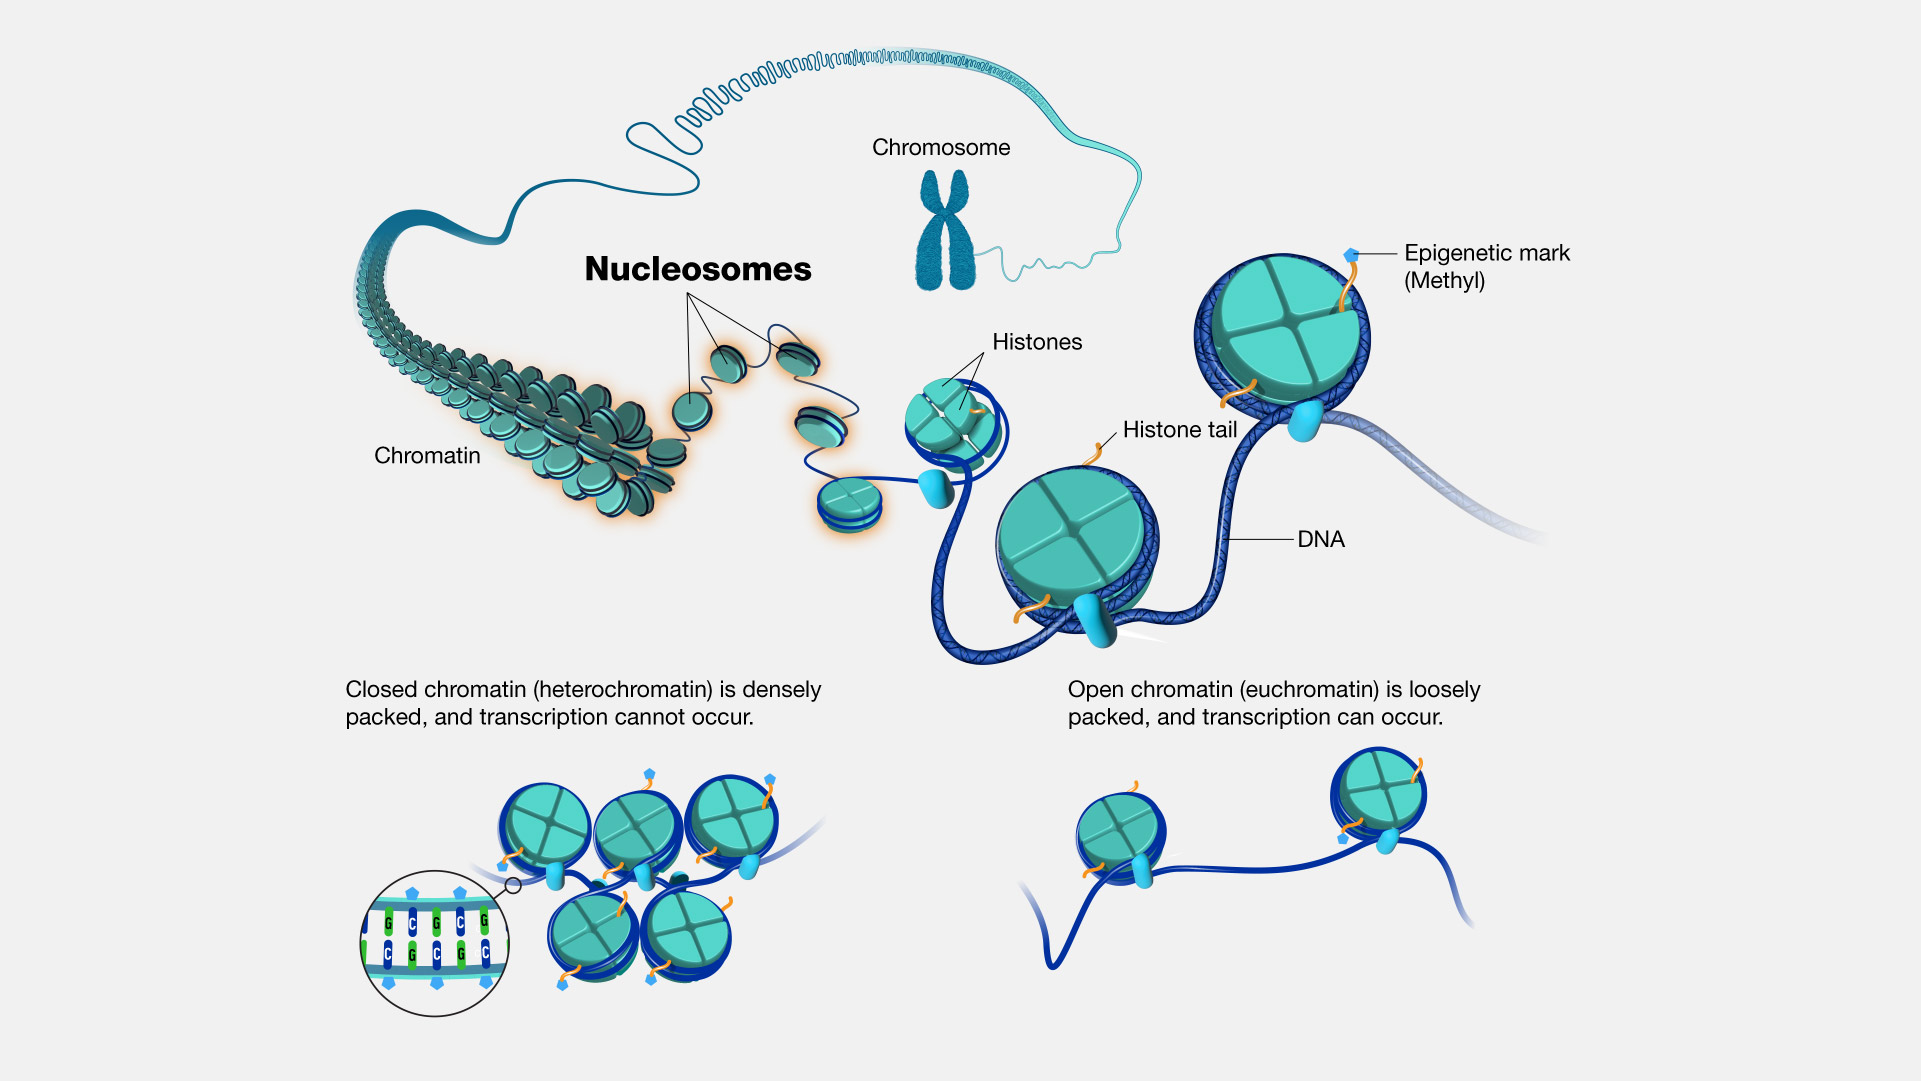 Chromosome
Nucleosomes
Epigenetic mark
(Methyl)
Histones
Histone tail
Chromatin
DNA
Closed chromatin (heterochromatin) is densely
packed, and transcription cannot occur.
Open chromatin (euchromatin) is loosely
packed, and transcription can occur.
G C G C G
C G C G C